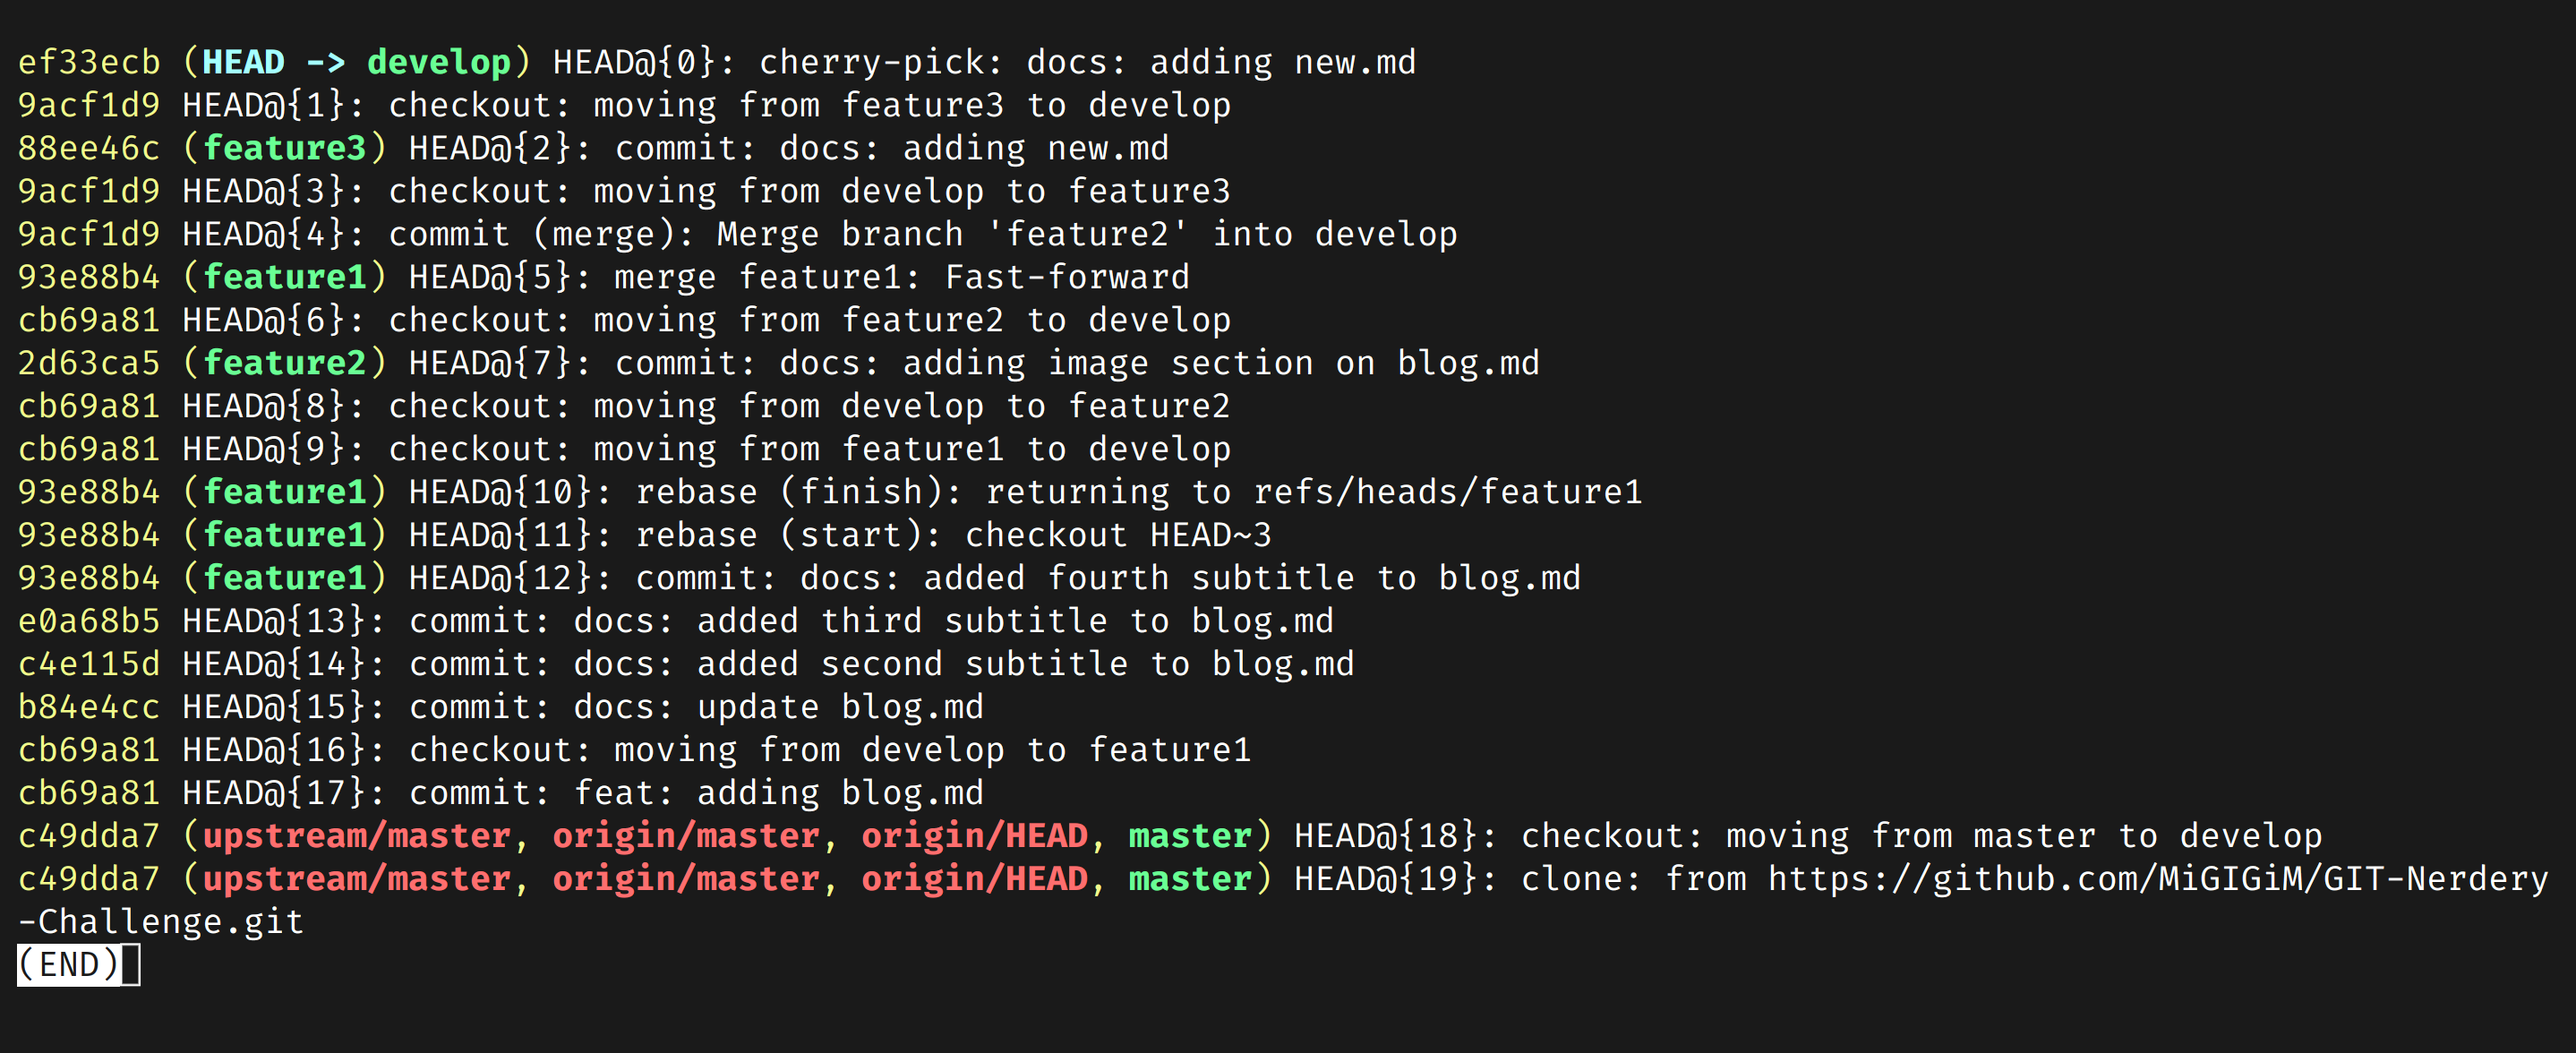 ef33ecb (HEAD -> develop) HEAD@{0}: cherry-pick: docs: adding new.md
9acf1d9 HEAD@{1}: checkout: moving from feature3 to develop
88ee46c (feature3) HEAD@{2}: commit: docs: adding new.md
9acf1d9 HEAD@{3}: checkout: moving from develop to feature3
9acf1d9 HEAD@{4}: commit (merge): Merge branch 'feature2' into develop
93e88b4 (feature1) HEAD@{5}: merge feature1: Fast-forward
cb69a81 HEAD@{6}: checkout: moving from feature2 to develop
2d63ca5 (feature2) HEAD@{7}: commit: docs: adding image section on blog.md
cb69a81 HEAD@{8}: checkout: moving from develop to feature2
cb69a81 HEAD@{9}: checkout: moving from feature1 to develop
93e88b4 (feature1) HEAD@{10}: rebase (finish): returning to refs/heads/feature1
93e88b4 (feature1) HEAD@{11}: rebase (start): checkout HEAD~3
93e88b4 (feature1) HEAD@{12}: commit: docs: added fourth subtitle to blog.md
e0a68b5 HEAD@{13}: commit: docs: added third subtitle to blog.md
c4e115d HEAD@{14}: commit: docs: added second subtitle to blog.md
b84e4cc HEAD@{15}: commit: docs: update blog.md
cb69a81 HEAD@{16}: checkout: moving from develop to feature1
cb69a81 HEAD@{17}: commit: feat: adding blog.md
c49dda7 (upstream/master, origin/master, origin/HEAD, master) HEAD@{18}: checkout: moving from master to develop
c49dda7 (upstream/master, origin/master, origin/HEAD, master) HEAD@{19}: clone: from https://github.com/MiGIGiM/GIT-Nerdery
-Challenge.git
(END)